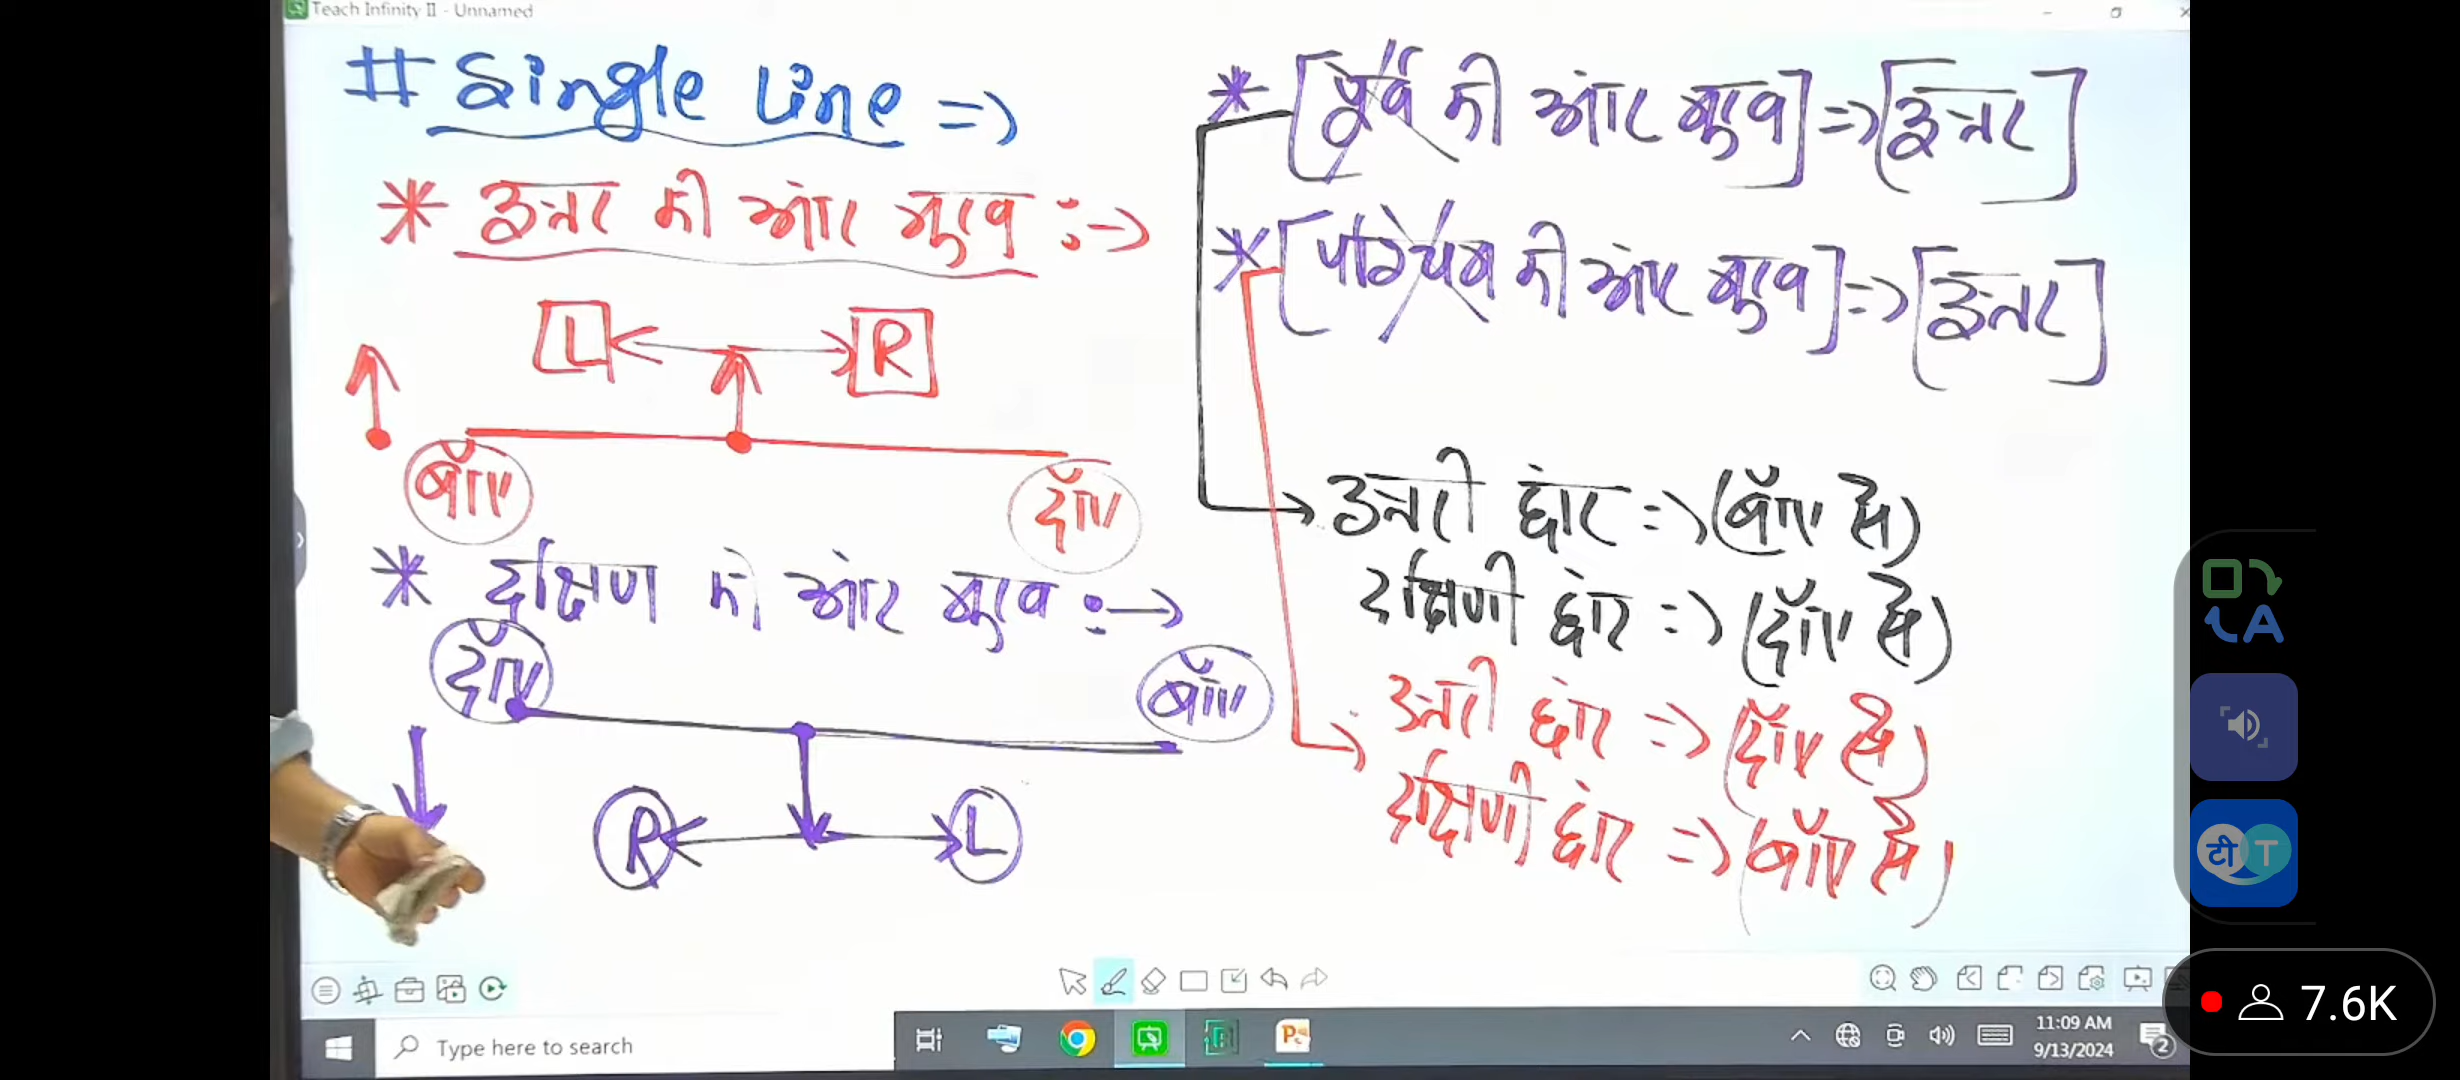 Teach Infinity II - Unnamed
# Single Line =>
* उत्तर की ओर मुख :->
L R
बाँए दाँए
* दक्षिण की ओर मुख :->
दाँए बाँए
R L
* [पूर्व की ओर मुख] => [उत्तर]
* [पश्चिम की ओर मुख] => [उत्तर]
उत्तरी छोर => (बाँए से)
दक्षिणी छोर => (दाँए से)
उत्तरी छोर => (दाँए से)
दक्षिणी छोर => (बाँए से)
A
टी T
7.6K
Type here to search
11:09 AM
9/13/2024
2